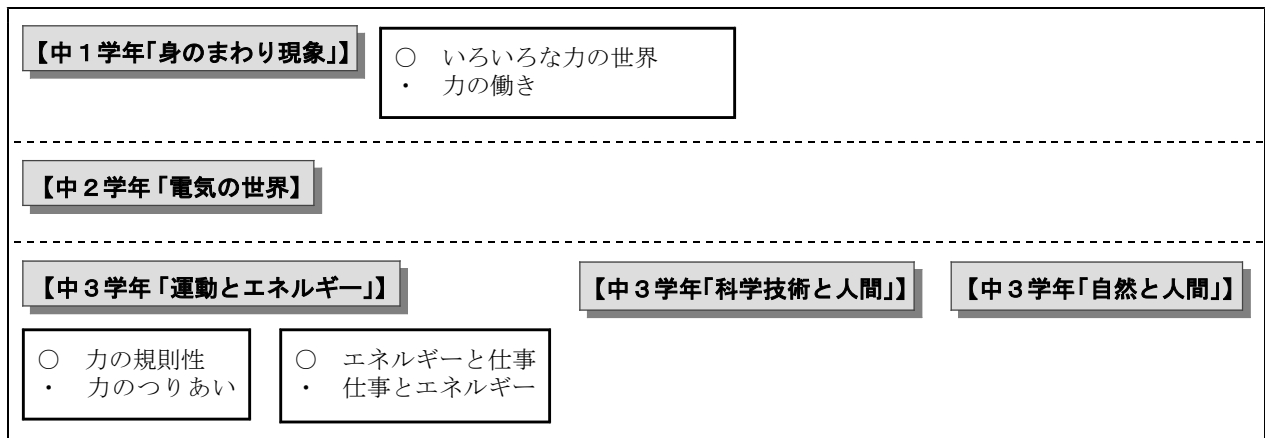 【中1学年「身のまわり現象」】
○ いろいろな力の世界
・ 力の働き
【中2学年「電気の世界】
【中3学年「運動とエネルギー」】
【中3学年「科学技術と人間」】
【中3学年「自然と人間」】
○ 力の規則性
・ 力のつりあい
○ エネルギーと仕事
・ 仕事とエネルギー